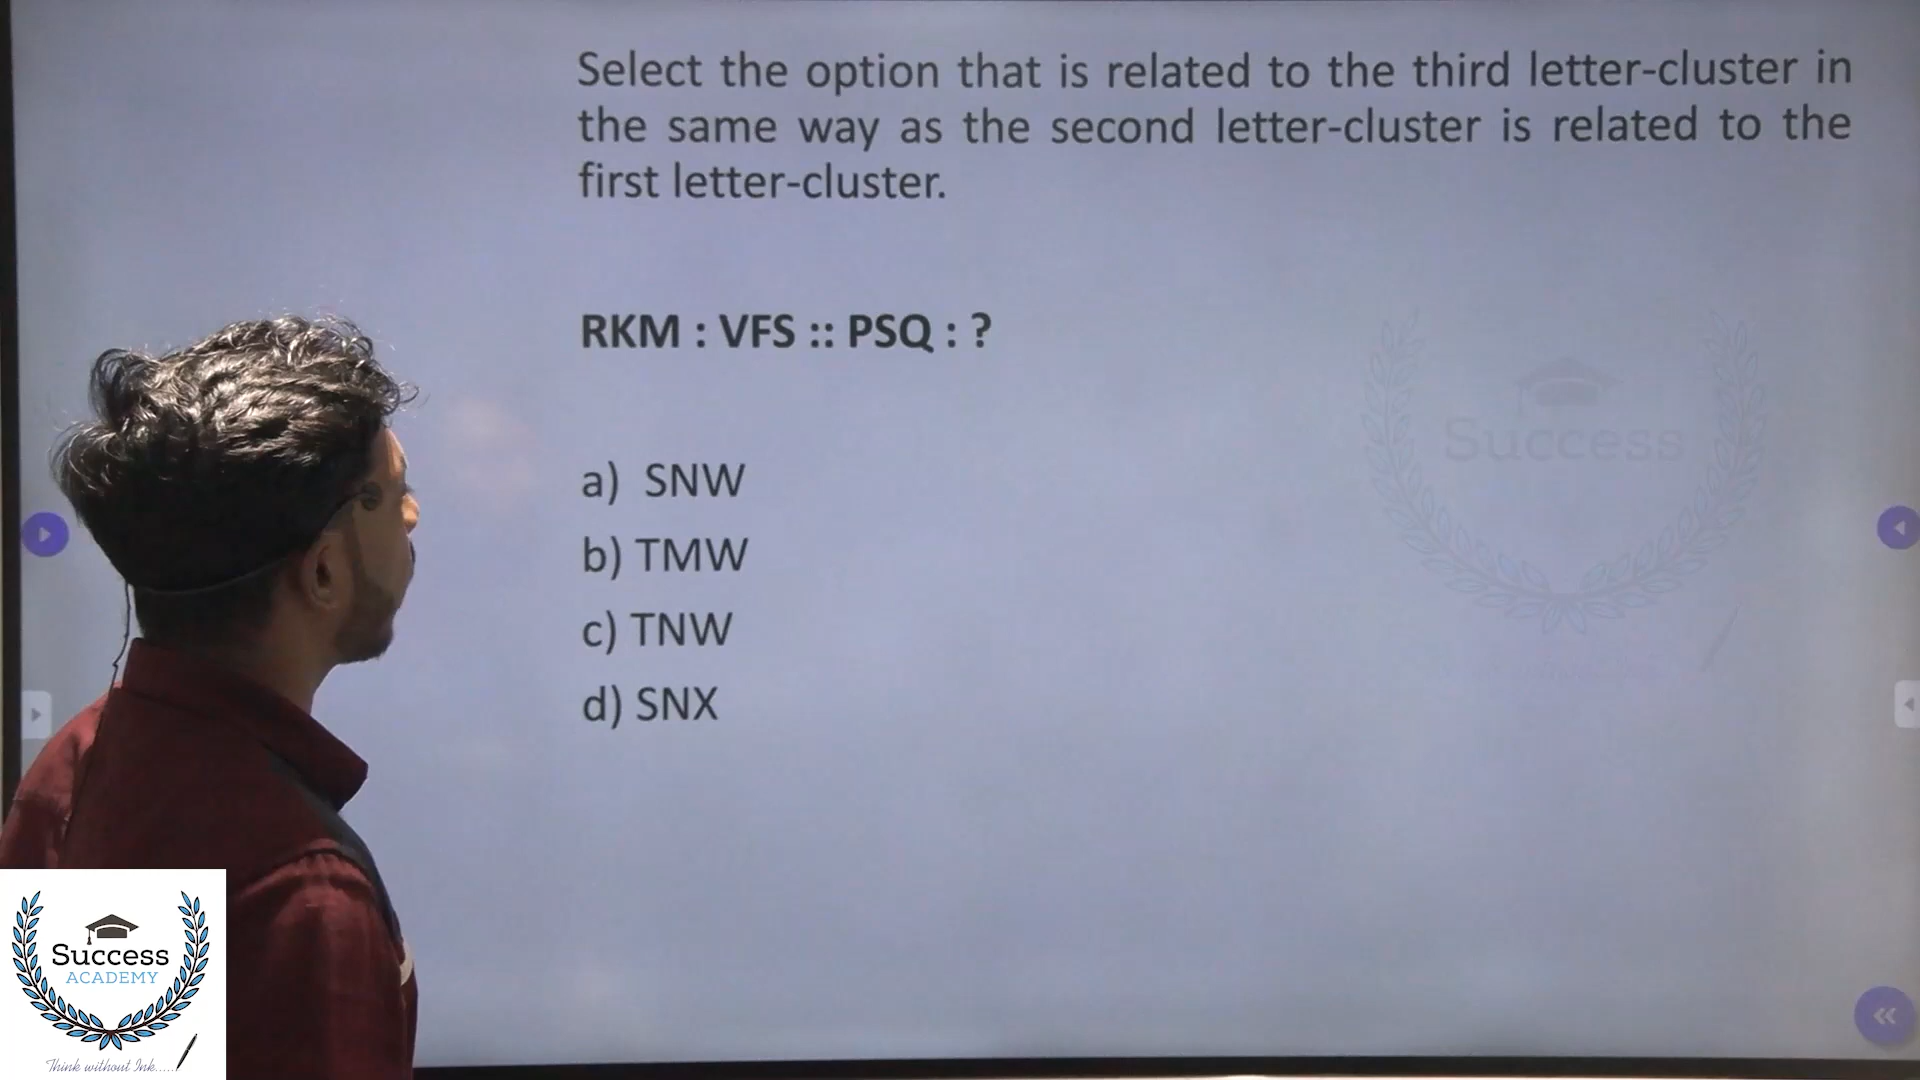 Select the option that is related to the third letter-cluster in
the same way as the second letter-cluster is related to the
first letter-cluster.
RKM : VFS :: PSQ : ?
Success
a) SNW
b) TMW
c) TNW
d) SNX
Success
ACADEMY
Think without Ink.....